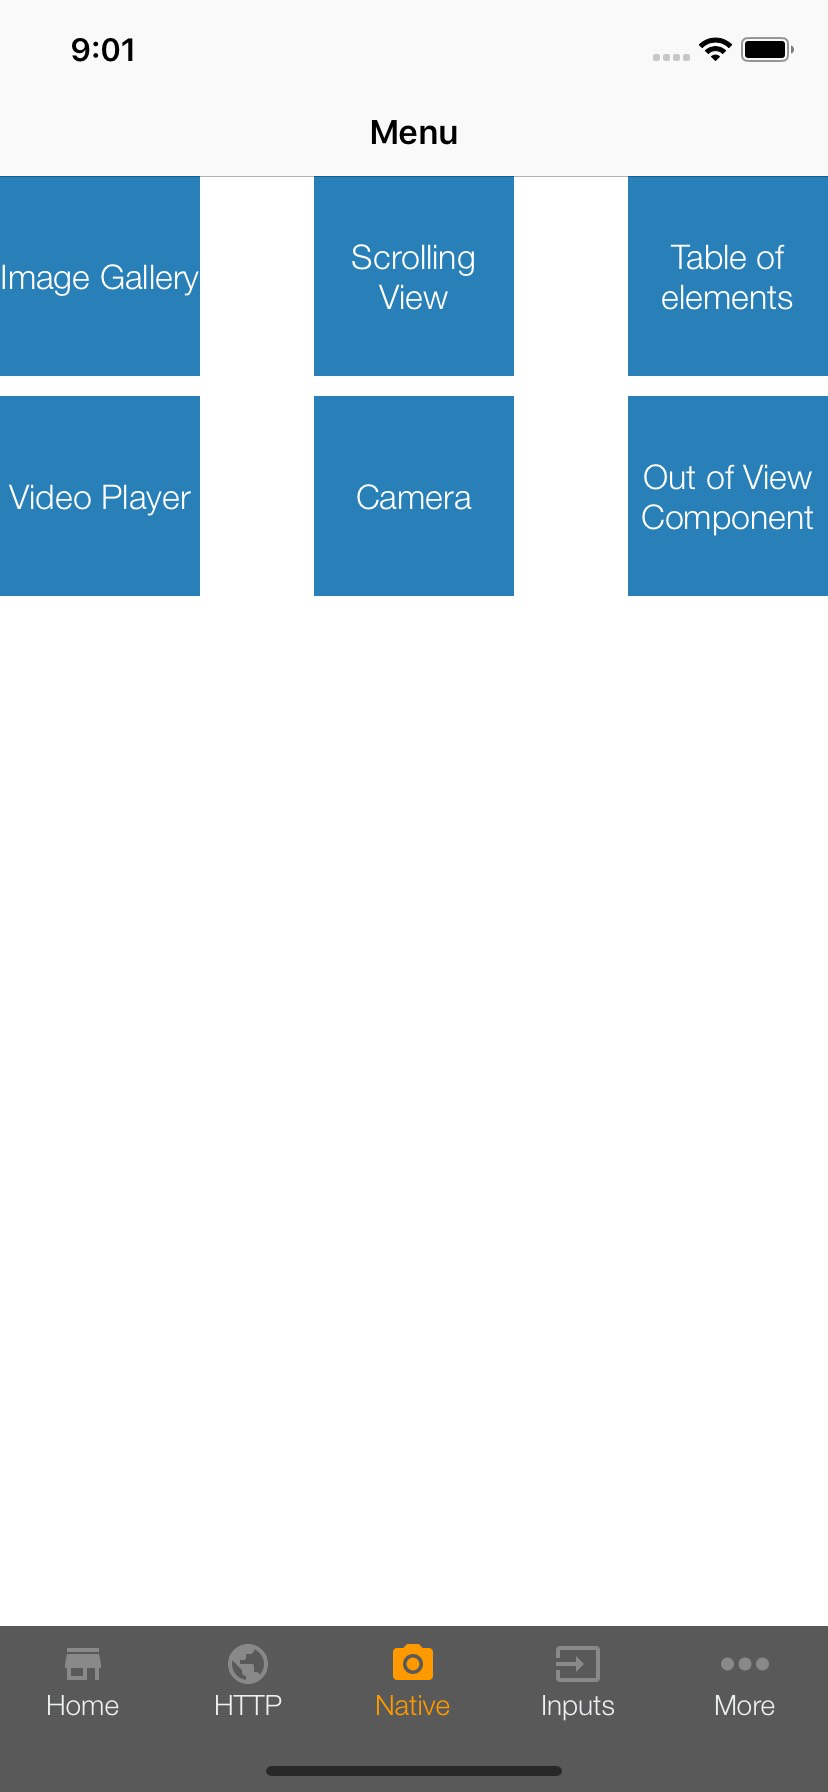 9:01
Menu
Image Gallery
Scrolling
View
Table of
elements
Video Player
Camera
Out of View
Component
Home
HTTP
Native
Inputs
More